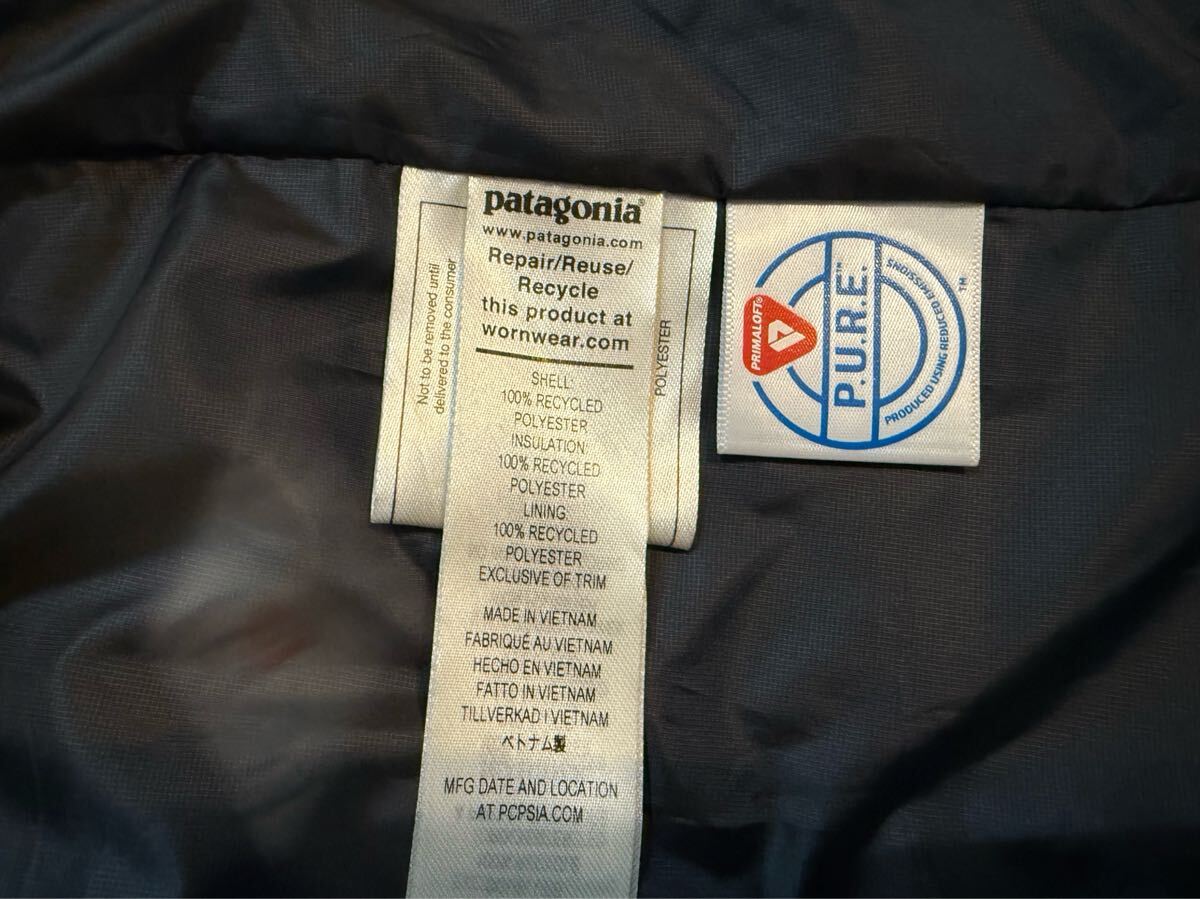 patagonia®
www.patagonia.com
Repair/Reuse/
Recycle
this product at
wornwear.com
SHELL:
100% RECYCLED
POLYESTER
INSULATION
100% RECYCLED
POLYESTER
LINING
100% RECYCLED
POLYESTER
EXCLUSIVE OF TRIM
MADE IN VIETNAM
FABRIQUÉ AU VIETNAM
HECHO EN VIETNAM
FATTO IN VIETNAM
TILLVERKAD I VIETNAM
ベトナム製
MFG DATE AND LOCATION
AT PCPSIA.COM
Not to be removed until
delivered to the consumer
POLYESTER
PRIMALOFT®
P.U.R.E.™
PRODUCED USING REDUCED EMISSIONS
™